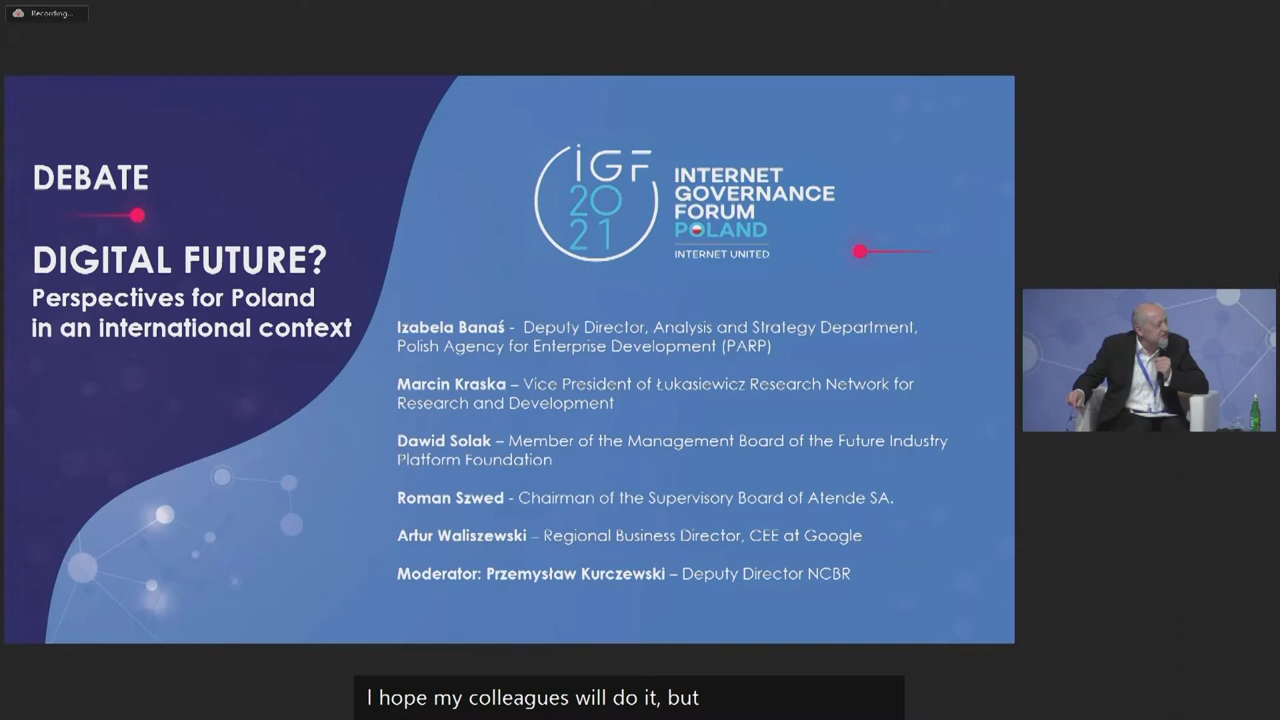 Recording...
DEBATE
DIGITAL FUTURE?
Perspectives for Poland
in an international context
iGF
20
21
INTERNET
GOVERNANCE
FORUM
POLAND
INTERNET UNITED
Izabela Banaś - Deputy Director, Analysis and Strategy Department,
Polish Agency for Enterprise Development (PARP)
Marcin Kraska – Vice President of Łukasiewicz Research Network for
Research and Development
Dawid Solak – Member of the Management Board of the Future Industry
Platform Foundation
Roman Szwed - Chairman of the Supervisory Board of Atende SA.
Artur Waliszewski – Regional Business Director, CEE at Google
Moderator: Przemysław Kurczewski – Deputy Director NCBR
I hope my colleagues will do it, but